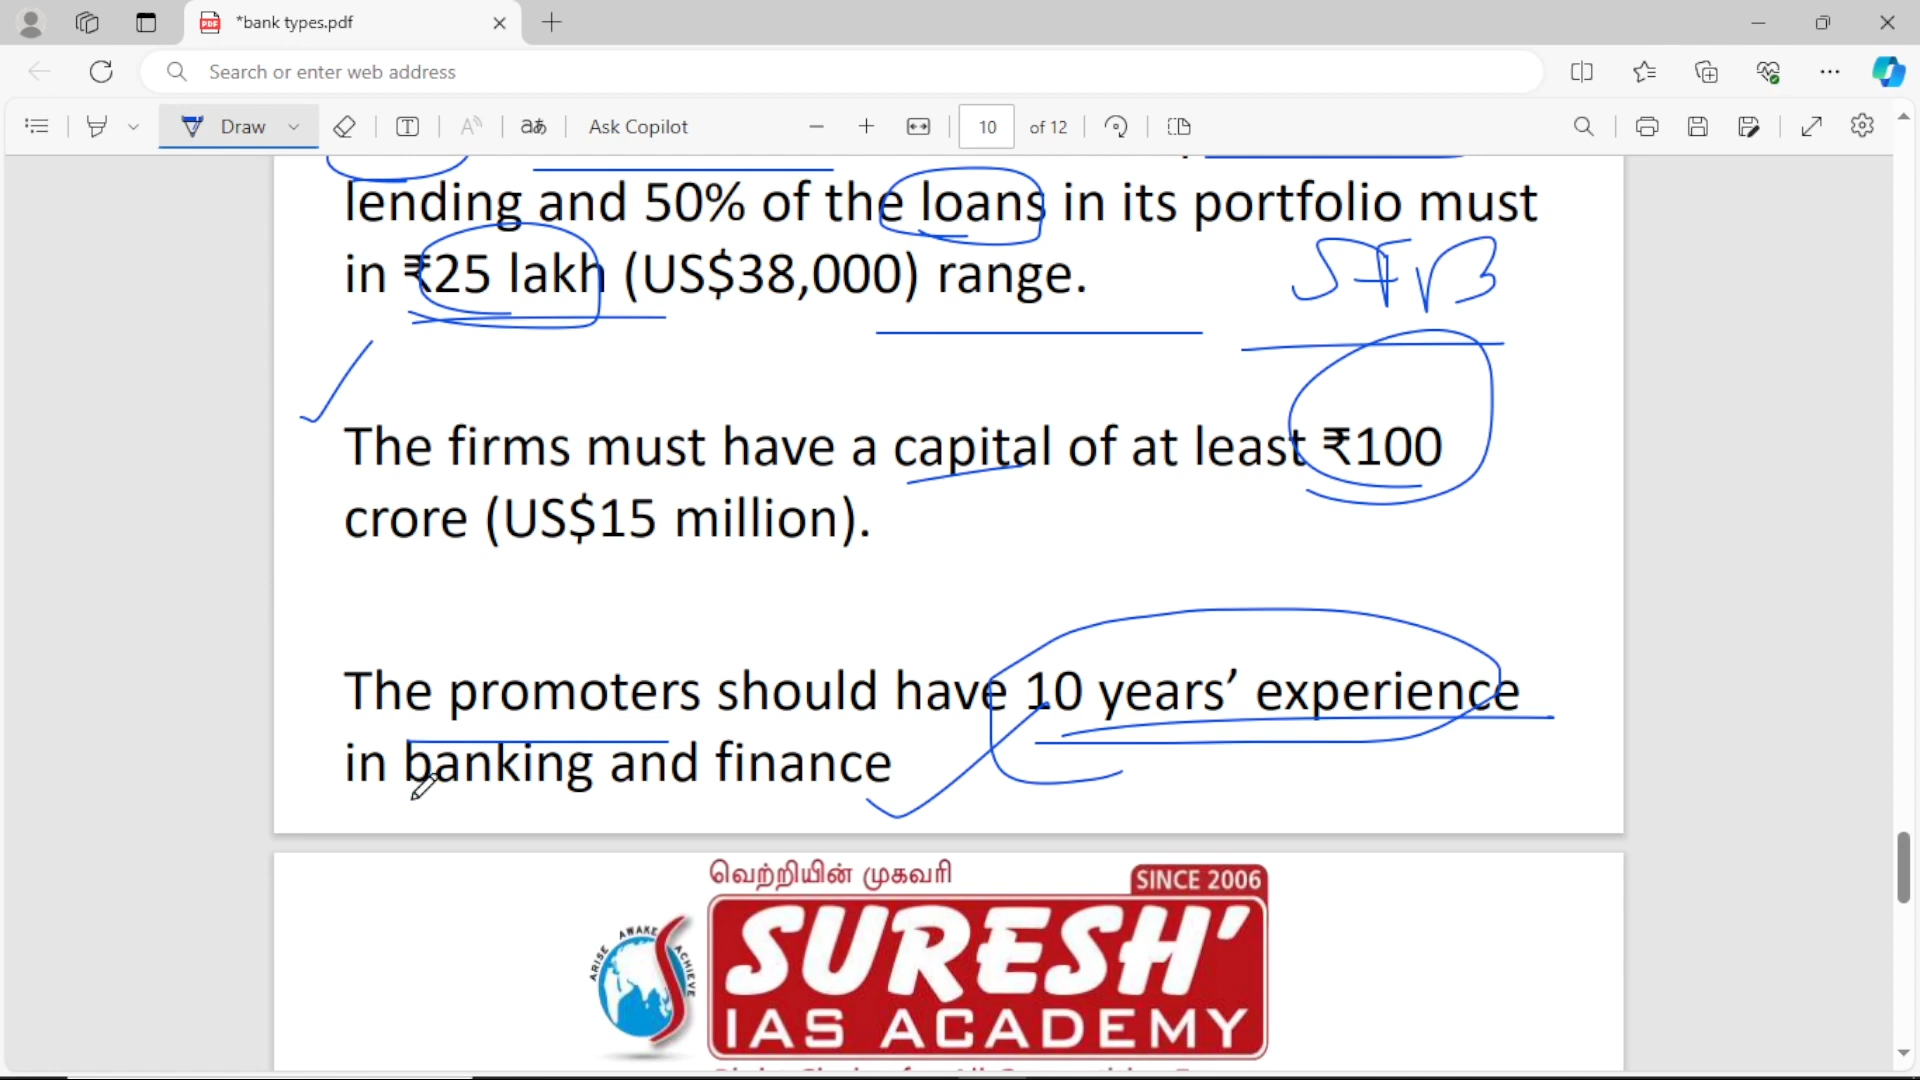 *bank types.pdf
Search or enter web address
Draw
Ask Copilot
10 of 12
lending and 50% of the loans in its portfolio must
in ₹25 lakh (US$38,000) range.
The firms must have a capital of at least ₹100
crore (US$15 million).
The promoters should have 10 years’ experience
in banking and finance
வெற்றியின் முகவரி
SINCE 2006
ARISE AWAKE ACHIEVE
SURESH'
IAS ACADEMY